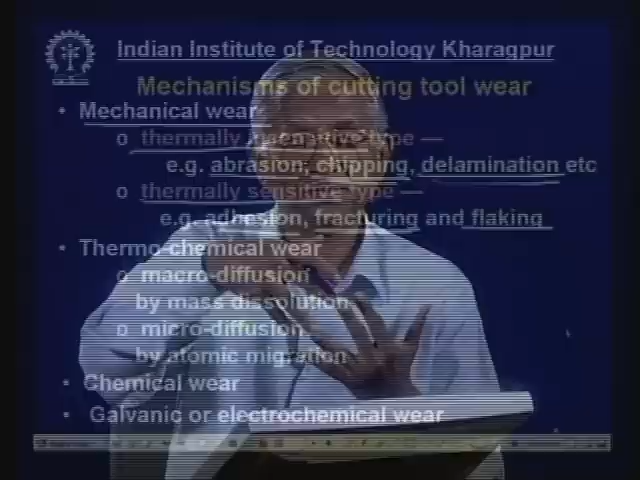 Indian Institute of Technology Kharagpur
Mechanisms of cutting tool wear
• Mechanical wear
o thermally insensitive type —
e.g. abrasion, chipping, delamination etc
o thermally sensitive type —
e.g. adhesion, fracturing and flaking
• Thermo-chemical wear
o macro-diffusion
by mass dissolution
o micro-diffusion
by atomic migration
• Chemical wear
• Galvanic or electrochemical wear